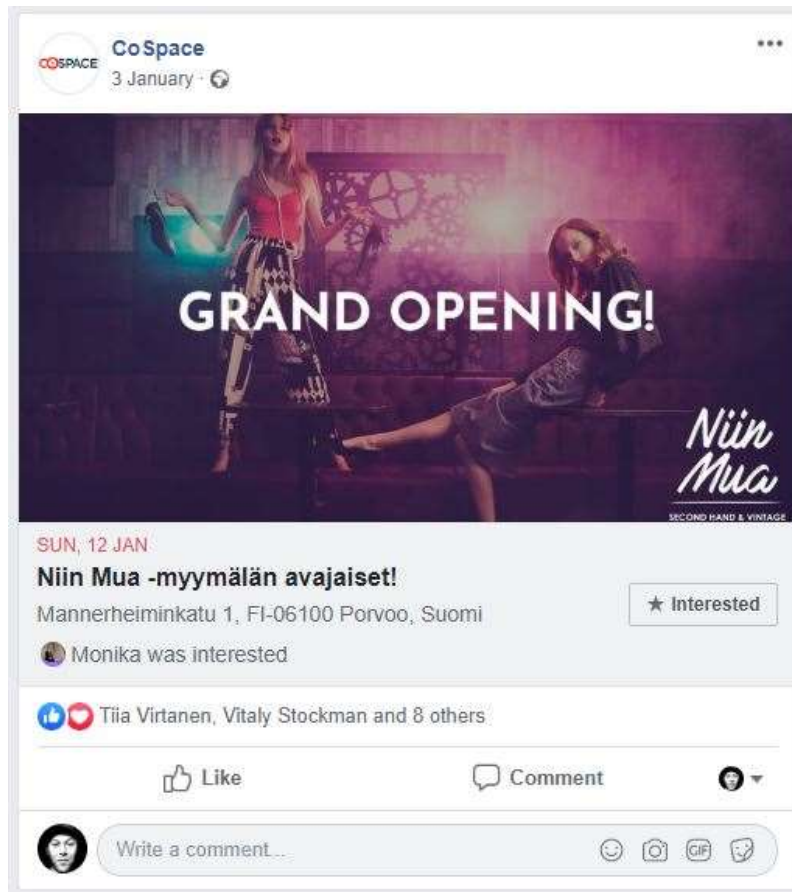 COSPACE
CoSpace
3 January ·
GRAND OPENING!
Niin
Mua
SECOND HAND & VINTAGE
SUN, 12 JAN
Niin Mua -myymälän avajaiset!
Mannerheiminkatu 1, FI-06100 Porvoo, Suomi
★ Interested
Monika was interested
Tiia Virtanen, Vitaly Stockman and 8 others
Like
Comment
Write a comment...
GIF